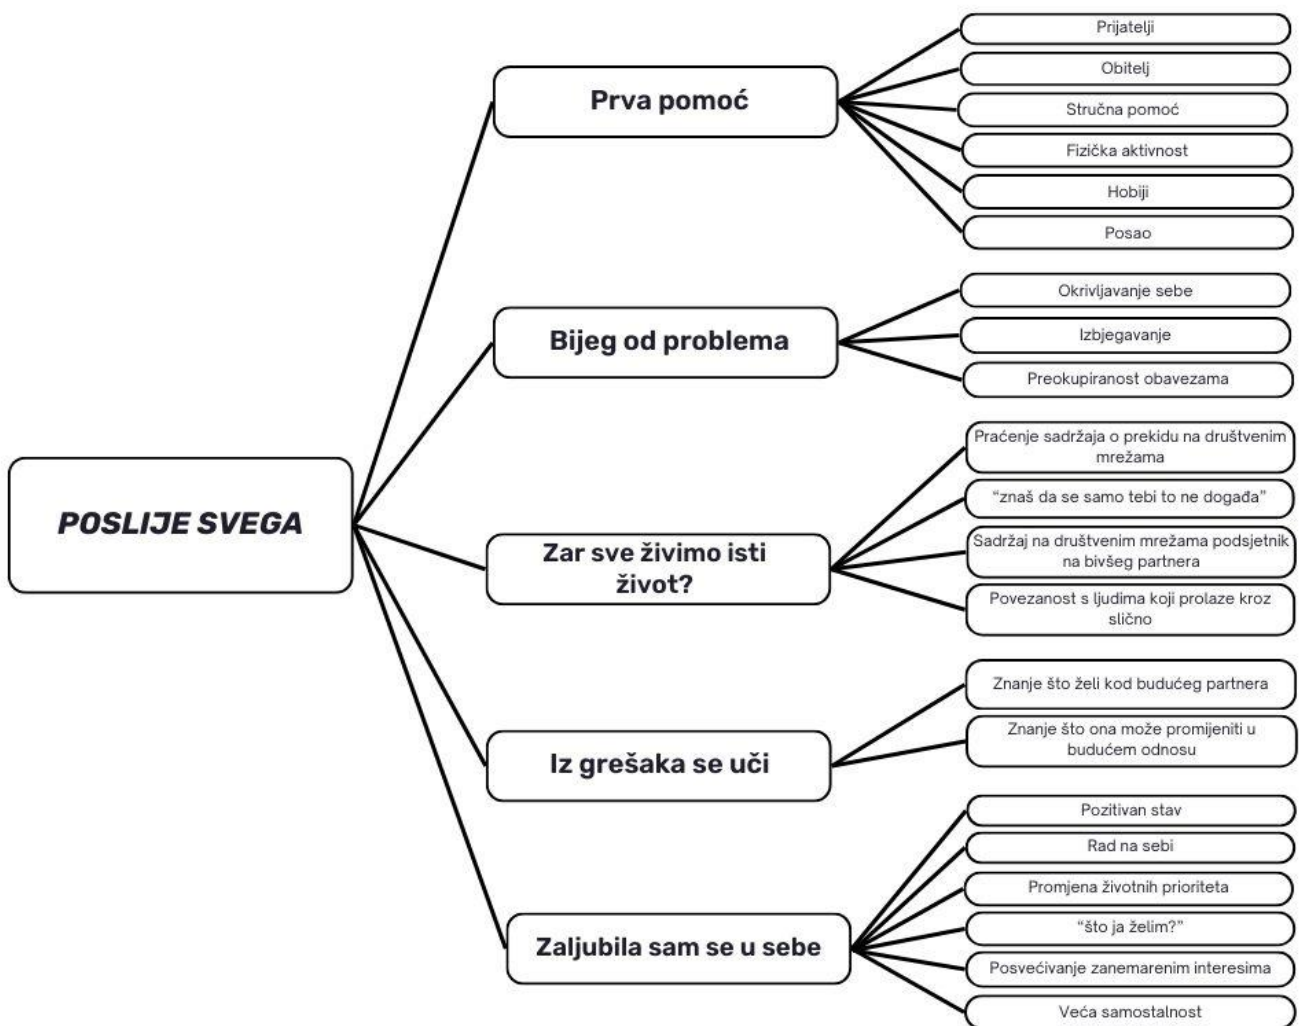 POSLIJE SVEGA
Prva pomoć
Prijatelji
Obitelj
Stručna pomoć
Fizička aktivnost
Hobiji
Posao
Bijeg od problema
Okrivljavanje sebe
Izbjegavanje
Preokupiranost obavezama
Zar sve živimo isti
život?
Praćenje sadržaja o prekidu na društvenim
mrežama
“znaš da se samo tebi to ne događa”
Sadržaj na društvenim mrežama podsjetnik
na bivšeg partnera
Povezanost s ljudima koji prolaze kroz
slično
Iz grešaka se uči
Znanje što želi kod budućeg partnera
Znanje što ona može promijeniti u
budućem odnosu
Zaljubila sam se u sebe
Pozitivan stav
Rad na sebi
Promjena životnih prioriteta
“što ja želim?”
Posvećivanje zanemarenim interesima
Veća samostalnost